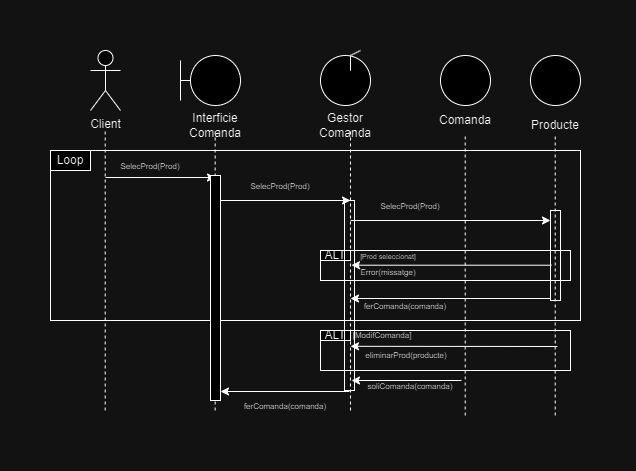 Client
Interficie
Comanda
Gestor
Comanda
Comanda
Producte
Loop
SelecProd(Prod)
SelecProd(Prod)
SelecProd(Prod)
ALT
[Prod seleccionat]
Error(missatge)
ferComanda(comanda)
ALT
[ModifComanda]
eliminarProd(producte)
soliComanda(comanda)
ferComanda(comanda)